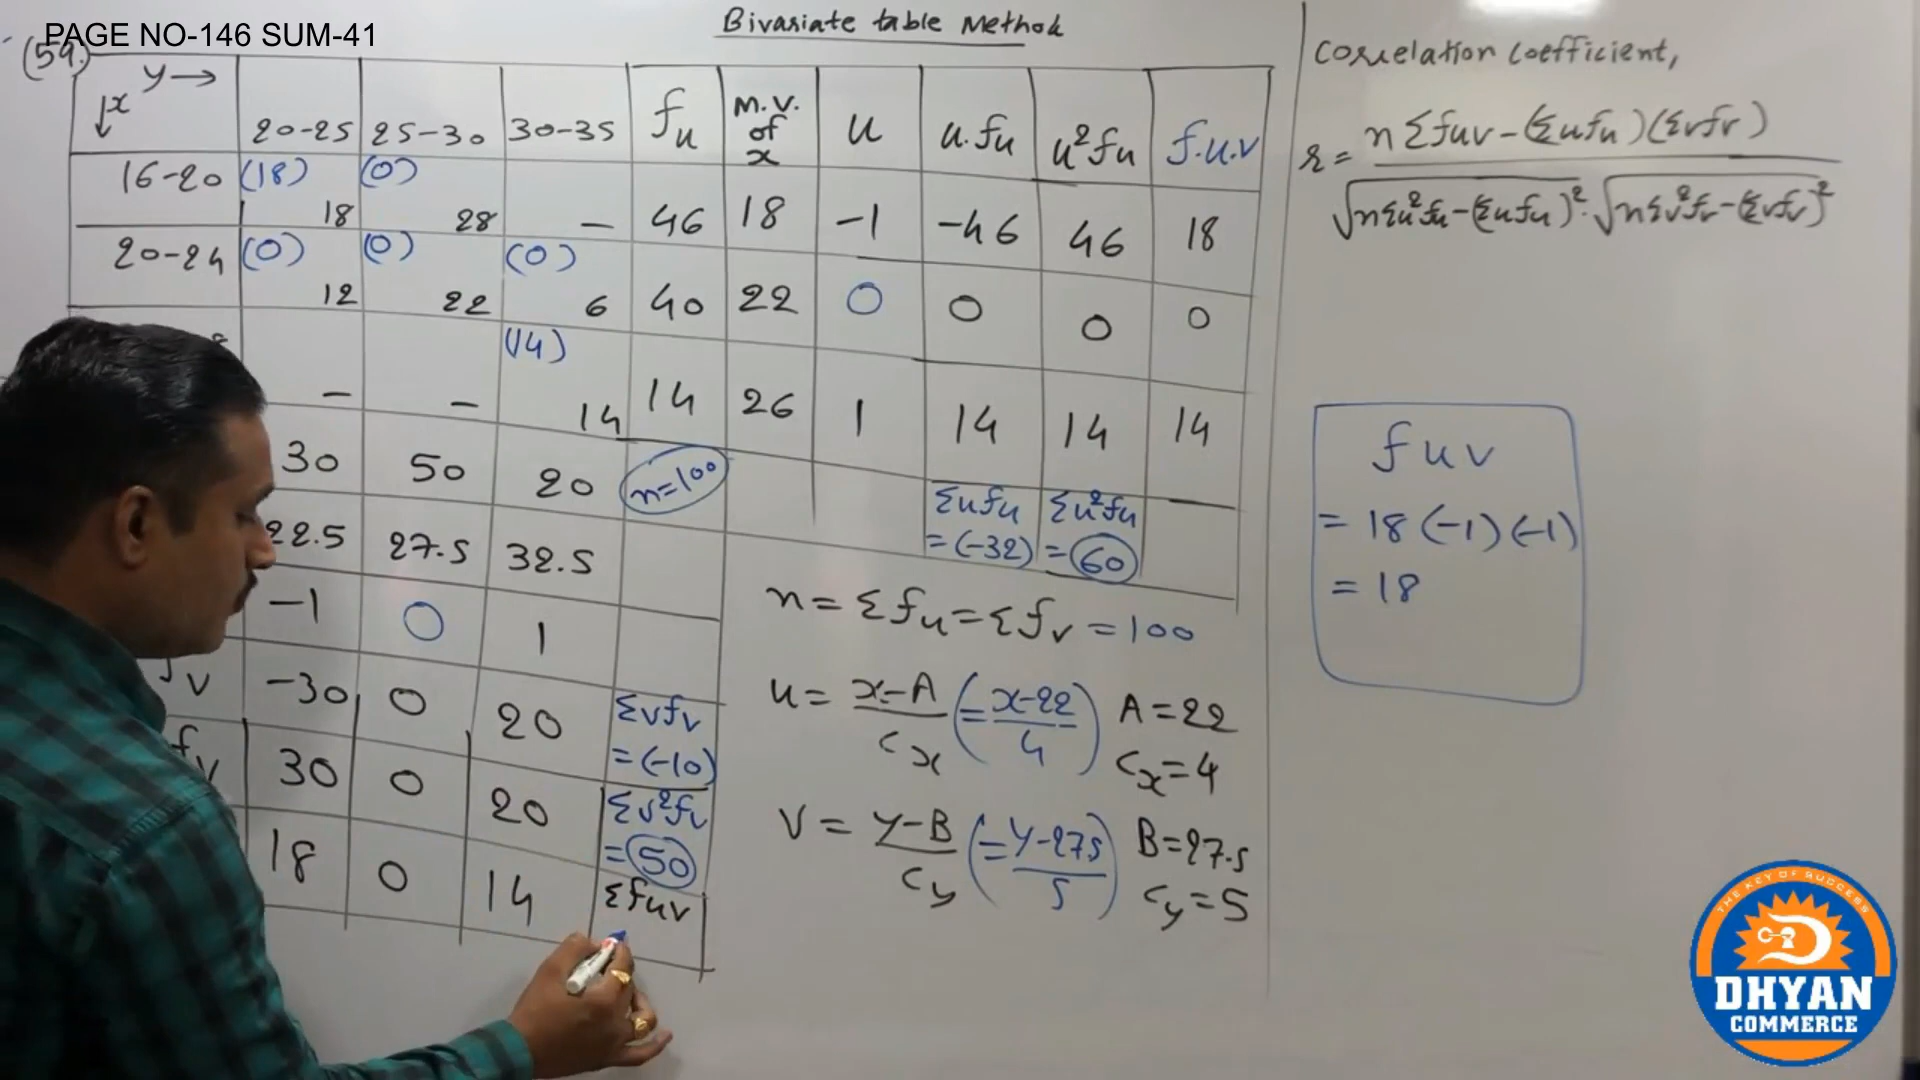 PAGE NO-146 SUM-41
Bivariate table Method
(59.)
y→ ↓x 20-25 25-30 30-35 fu m.v. of x u u.fu u²fu f.u.v
16-20 (18) 18 (0) 28 – 46 18 -1 -46 46 18
20-24 (0) 12 (0) 22 (0) 6 40 22 0 0 0 0
– – (14) 14 14 26 1 14 14 14
30 50 20 n=100 Σufu = (-32) Σu²fu = 60 —
22.5 27.5 32.5
-1 0 1
fv -30 0 20 Σvfv = (-10)
fv 30 0 20 Σv²fv = 50
18 0 14 Σfuv
n = Σfu = Σfv = 100
u = x-A / cx (= x-22 / 4) A = 22
cx = 4
v = y-B / cy (= y-27.5 / 5) B = 27.5
cy = 5
Correlation coefficient,
r = nΣfuv - (Σufu)(Σvfv) / √nΣu²fu - (Σufu)² · √nΣv²fv - (Σvfv)²
fuv
= 18 (-1) (-1)
= 18
THE KEY OF SUCCESS
DHYAN
COMMERCE